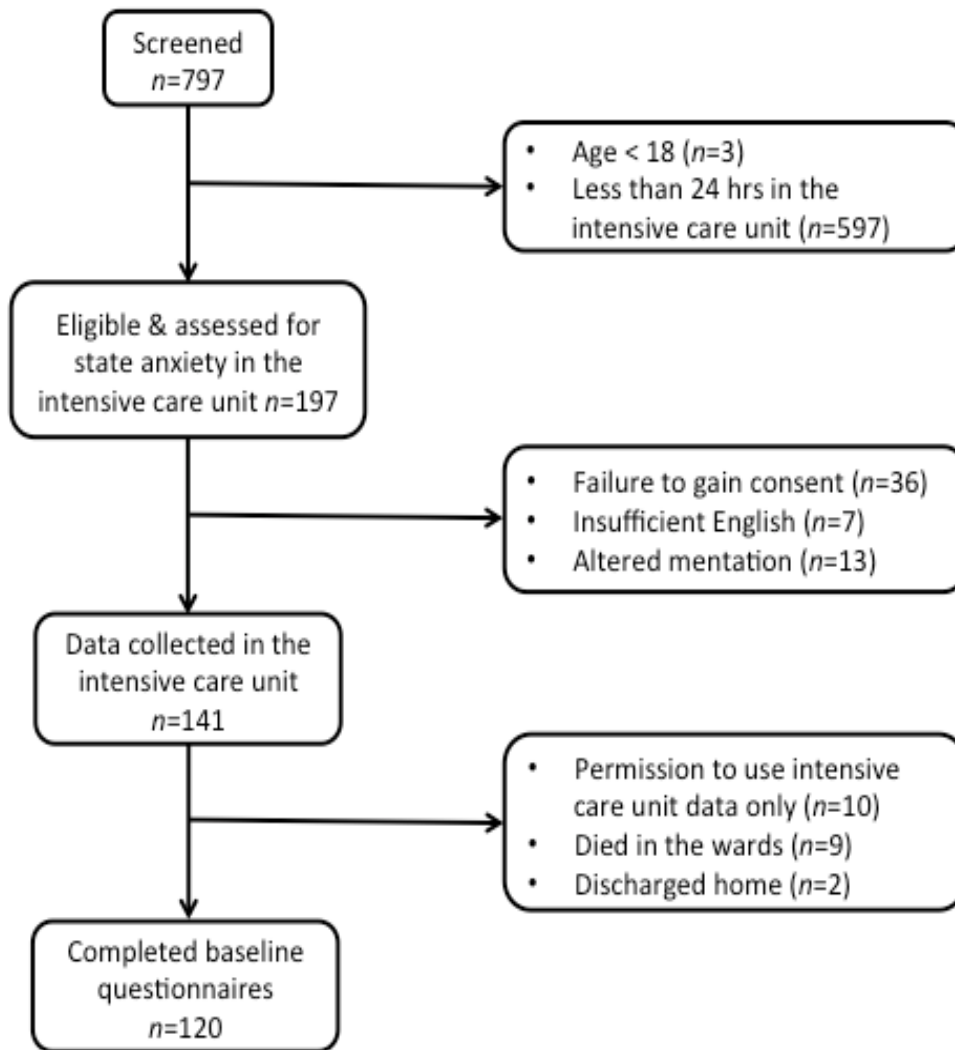 Screened
n=797
• Age < 18 (n=3)
• Less than 24 hrs in the
intensive care unit (n=597)
Eligible & assessed for
state anxiety in the
intensive care unit n=197
• Failure to gain consent (n=36)
• Insufficient English (n=7)
• Altered mentation (n=13)
Data collected in the
intensive care unit
n=141
• Permission to use intensive
care unit data only (n=10)
• Died in the wards (n=9)
• Discharged home (n=2)
Completed baseline
questionnaires
n=120